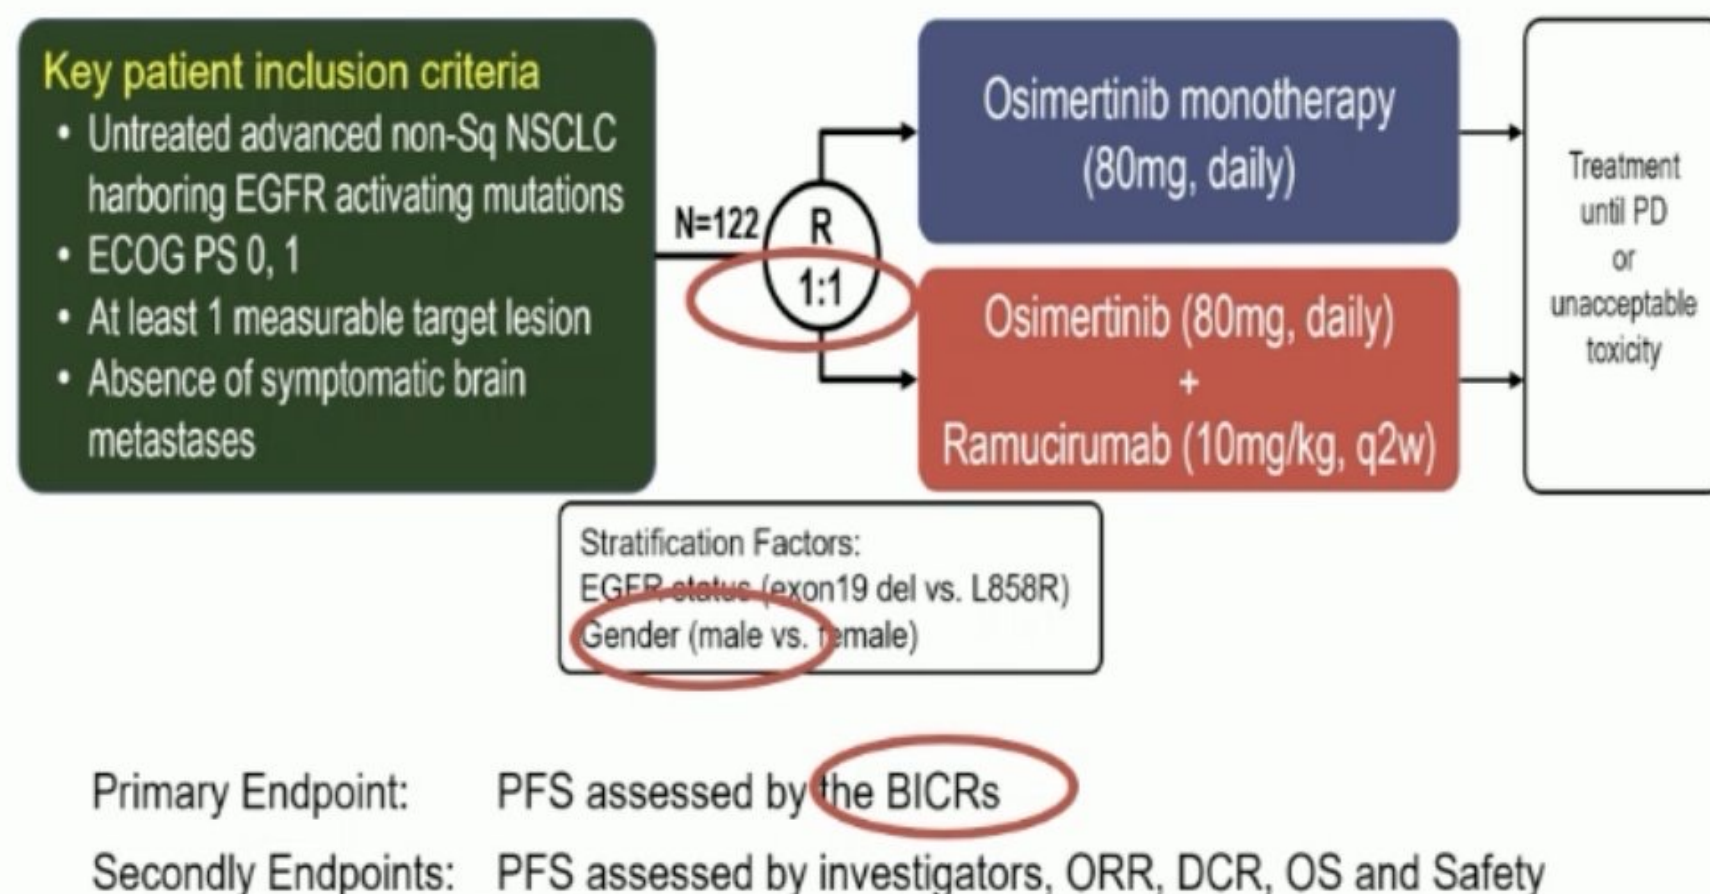 Key patient inclusion criteria
• Untreated advanced non-Sq NSCLC
harboring EGFR activating mutations
• ECOG PS 0, 1
• At least 1 measurable target lesion
• Absence of symptomatic brain
metastases
N=122
R
1:1
Osimertinib monotherapy
(80mg, daily)
Osimertinib (80mg, daily)
+
Ramucirumab (10mg/kg, q2w)
Treatment
until PD
or
unacceptable
toxicity
Stratification Factors:
EGFR status (exon19 del vs. L858R)
Gender (male vs. female)
Primary Endpoint: PFS assessed by the BICRs
Secondly Endpoints: PFS assessed by investigators, ORR, DCR, OS and Safety